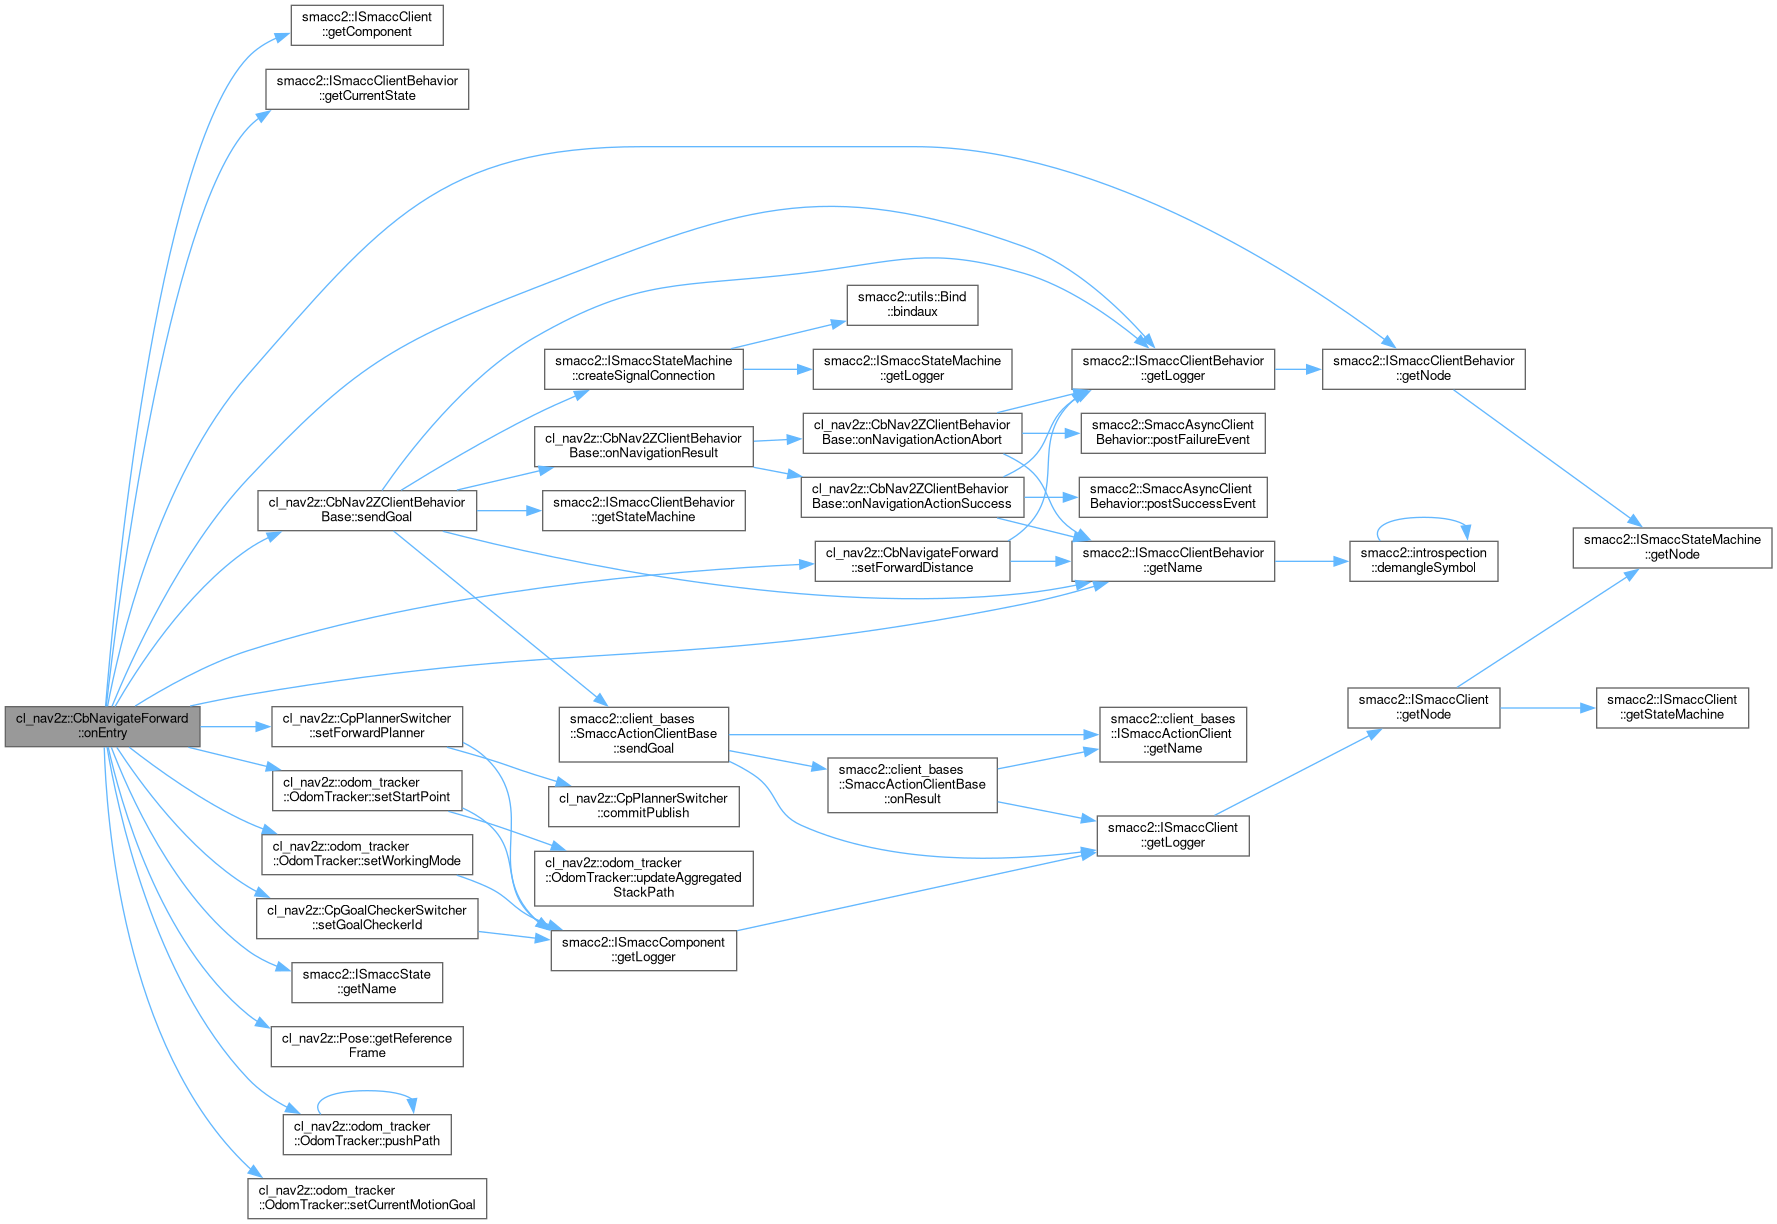 smacc2::ISmaccClient
::getComponent
smacc2::ISmaccClientBehavior
::getCurrentState
smacc2::utils::Bind
::bindaux
smacc2::ISmaccStateMachine
::createSignalConnection
smacc2::ISmaccStateMachine
::getLogger
smacc2::ISmaccClientBehavior
::getLogger
smacc2::ISmaccClientBehavior
::getNode
cl_nav2z::CbNav2ZClientBehavior
Base::onNavigationResult
cl_nav2z::CbNav2ZClientBehavior
Base::onNavigationActionAbort
smacc2::SmaccAsyncClient
Behavior::postFailureEvent
cl_nav2z::CbNav2ZClientBehavior
Base::sendGoal
smacc2::ISmaccClientBehavior
::getStateMachine
cl_nav2z::CbNav2ZClientBehavior
Base::onNavigationActionSuccess
smacc2::SmaccAsyncClient
Behavior::postSuccessEvent
cl_nav2z::CbNavigateForward
::setForwardDistance
smacc2::ISmaccClientBehavior
::getName
smacc2::introspection
::demangleSymbol
smacc2::ISmaccStateMachine
::getNode
cl_nav2z::CbNavigateForward
::onEntry
cl_nav2z::CpPlannerSwitcher
::setForwardPlanner
smacc2::client_bases
::SmaccActionClientBase
::sendGoal
smacc2::client_bases
::ISmaccActionClient
::getName
smacc2::ISmaccClient
::getNode
smacc2::ISmaccClient
::getStateMachine
cl_nav2z::odom_tracker
::OdomTracker::setStartPoint
cl_nav2z::CpPlannerSwitcher
::commitPublish
smacc2::client_bases
::SmaccActionClientBase
::onResult
smacc2::ISmaccClient
::getLogger
cl_nav2z::odom_tracker
::OdomTracker::setWorkingMode
cl_nav2z::odom_tracker
::OdomTracker::updateAggregated
StackPath
cl_nav2z::CpGoalCheckerSwitcher
::setGoalCheckerId
smacc2::ISmaccComponent
::getLogger
smacc2::ISmaccState
::getName
cl_nav2z::Pose::getReference
Frame
cl_nav2z::odom_tracker
::OdomTracker::pushPath
cl_nav2z::odom_tracker
::OdomTracker::setCurrentMotionGoal